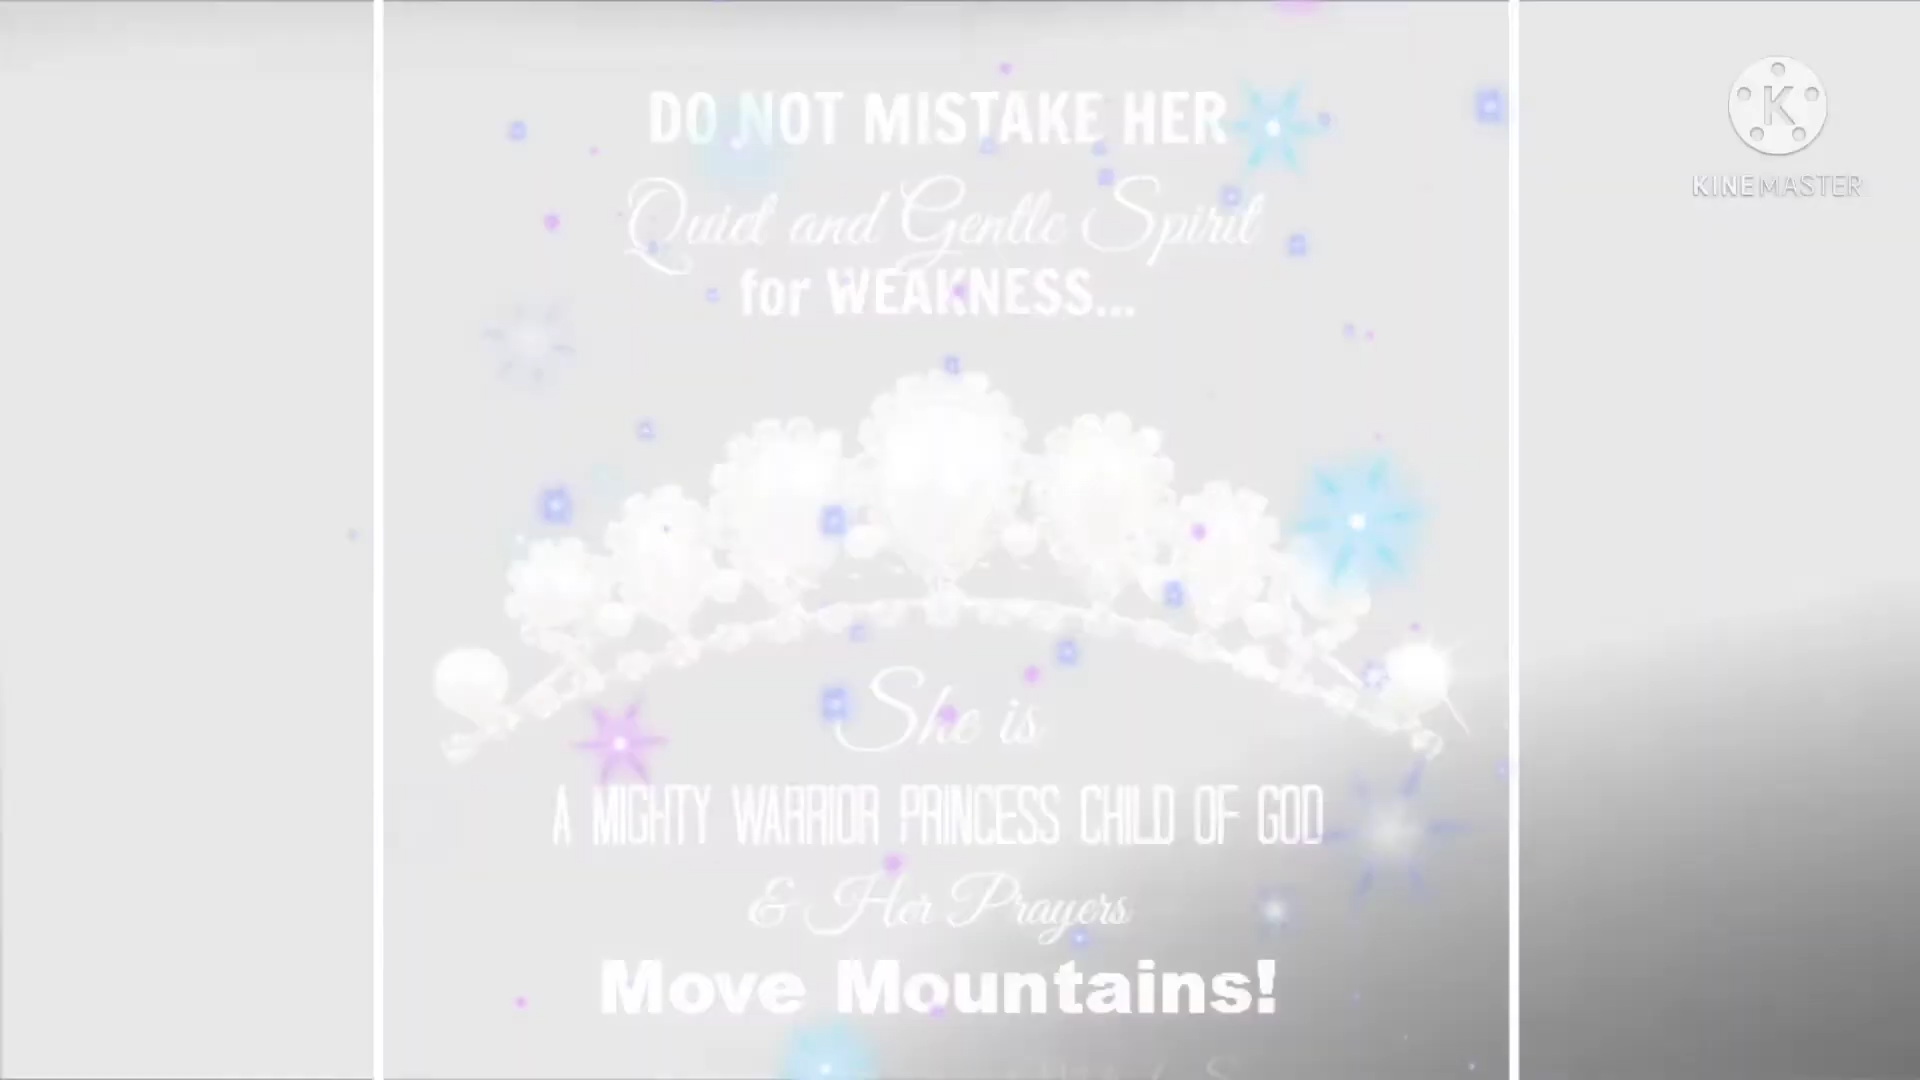 DO NOT MISTAKE HER
Quiet and Gentle Spirit
for WEAKNESS...
She is
A MIGHTY WARRIOR PRINCESS CHILD OF GOD
& Her Prayers
Move Mountains!
K
KINEMASTER